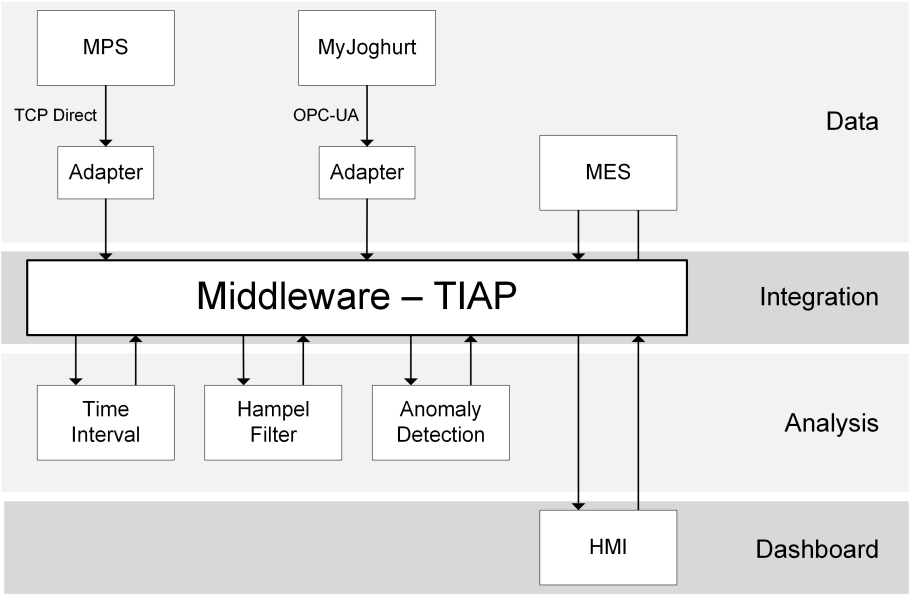 MPS
MyJoghurt
TCP Direct
OPC-UA
Data
Adapter
Adapter
MES
Middleware – TIAP
Integration
Time
Interval
Hampel
Filter
Anomaly
Detection
Analysis
HMI
Dashboard